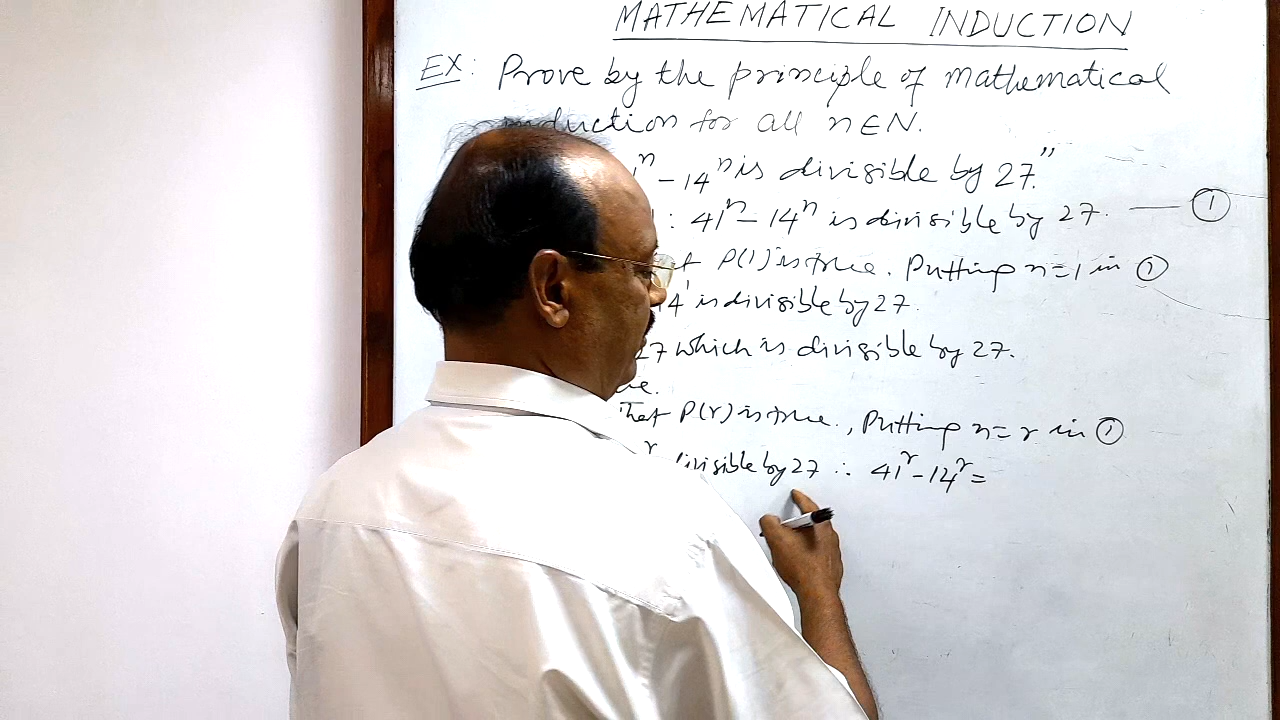 MATHEMATICAL INDUCTION
EX: Prove by the principle of mathematical
induction for all n∈N.
ⁿ - 14ⁿ is divisible by 27."
: 41ⁿ - 14ⁿ is divisible by 27. — ①
P(1) is true. Putting n=1 in ①
14¹ is divisible by 27.
27 which is divisible by 27.
That P(r) is true., Putting n=r in ①
divisible by 27 ∴ 41ʳ - 14ʳ =